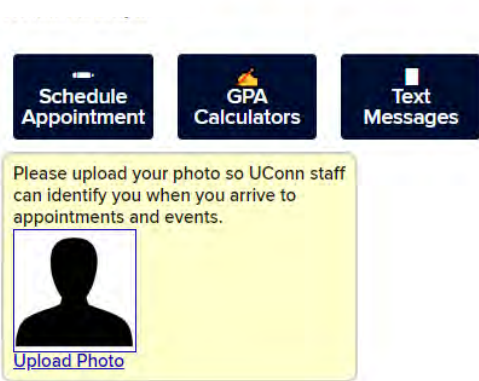 Schedule
Appointment
GPA
Calculators
Text
Messages
Please upload your photo so UConn staff
can identify you when you arrive to
appointments and events.
Upload Photo